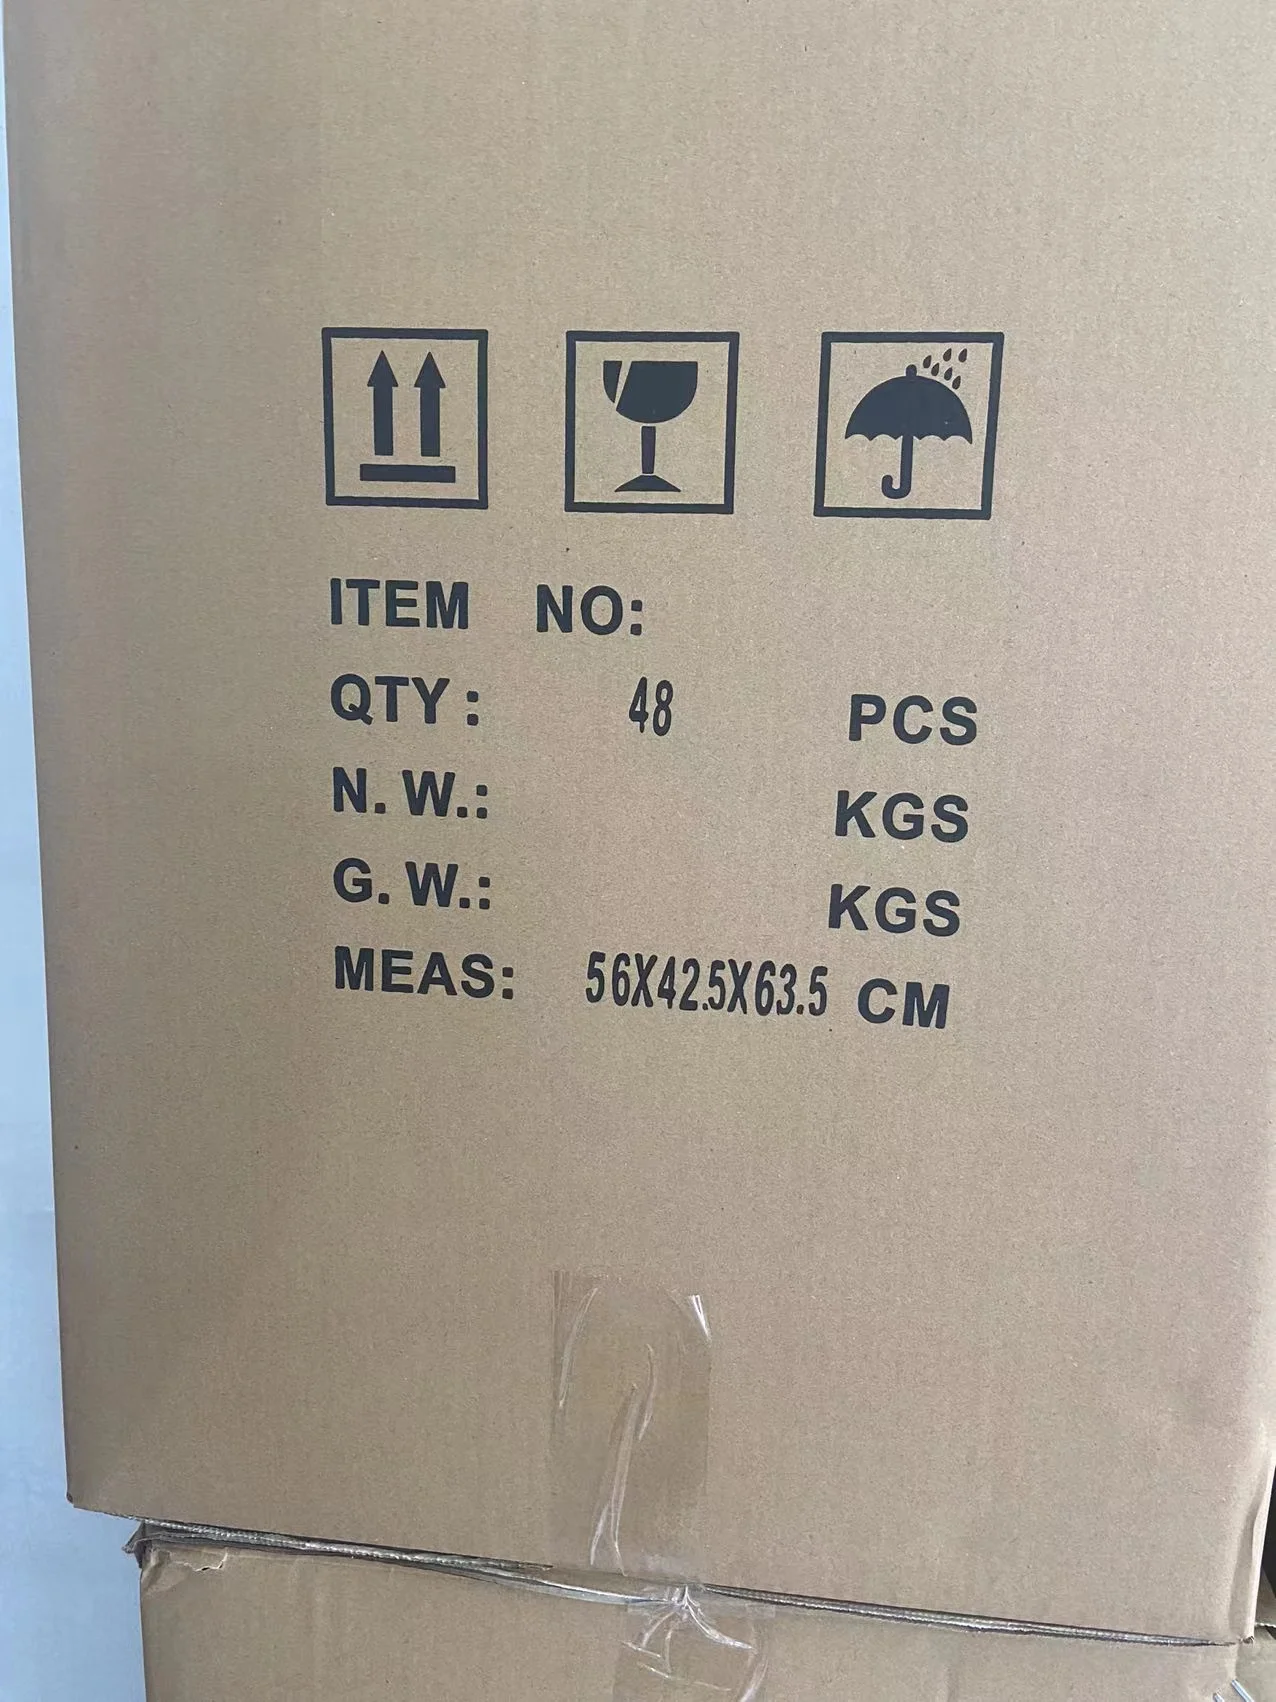 ITEM NO:
QTY: 48 PCS
N.W.: KGS
G.W.: KGS
MEAS: 56X42.5X63.5 CM